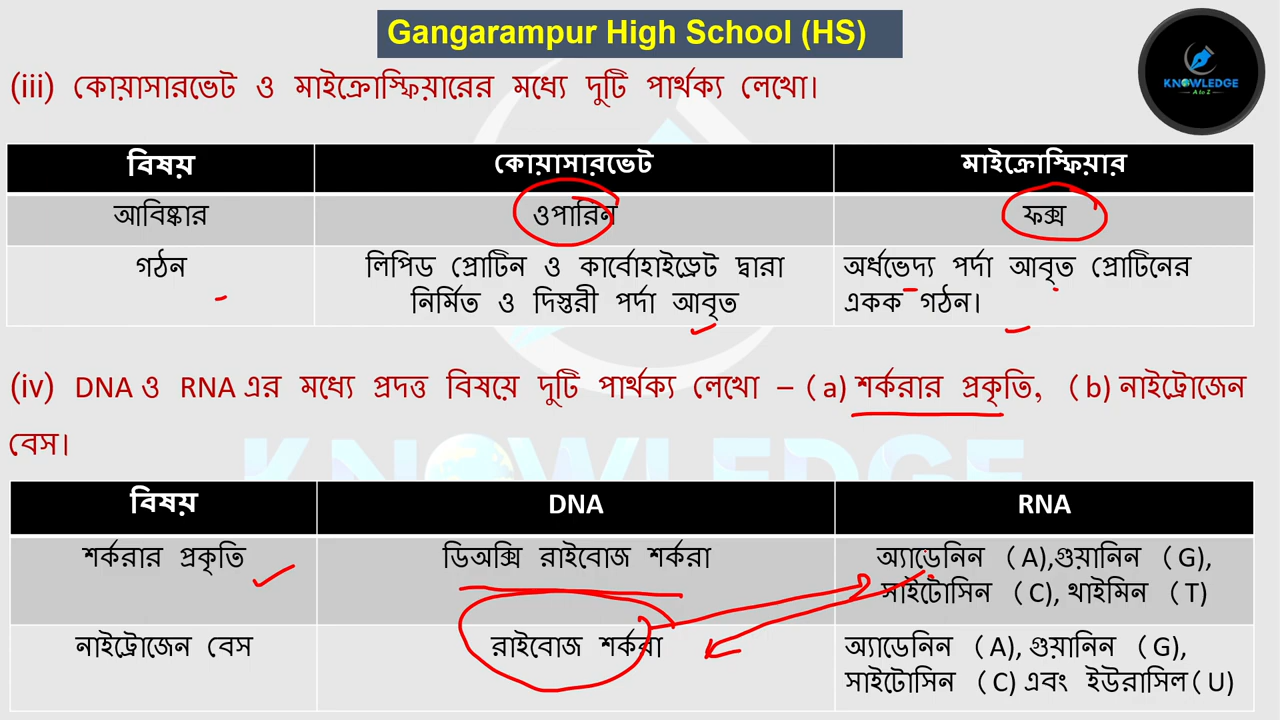 Gangarampur High School (HS)
KNOWLEDGE
A to Z
(iii) কোয়াসারভেট ও মাইক্রোস্ফিয়ারের মধ্যে দুটি পার্থক্য লেখো।
বিষয় কোয়াসারভেট মাইক্রোস্ফিয়ার
আবিষ্কার ওপারিন ফক্স
গঠন লিপিড প্রোটিন ও কার্বোহাইড্রেট দ্বারা অর্ধভেদ্য পর্দা আবৃত প্রোটিনের
নির্মিত ও দিস্তরী পর্দা আবৃত একক গঠন।
(iv) DNA ও RNA এর মধ্যে প্রদত্ত বিষয়ে দুটি পার্থক্য লেখো – (a) শর্করার প্রকৃতি, (b) নাইট্রোজেন
বেস।
KNOWLEDGE
বিষয় DNA RNA
শর্করার প্রকৃতি ডিঅক্সি রাইবোজ শর্করা অ্যাডেনিন (A),গুয়ানিন (G),
সাইটোসিন (C), থাইমিন (T)
নাইট্রোজেন বেস রাইবোজ শর্করা অ্যাডেনিন (A), গুয়ানিন (G),
সাইটোসিন (C) এবং ইউরাসিল(U)